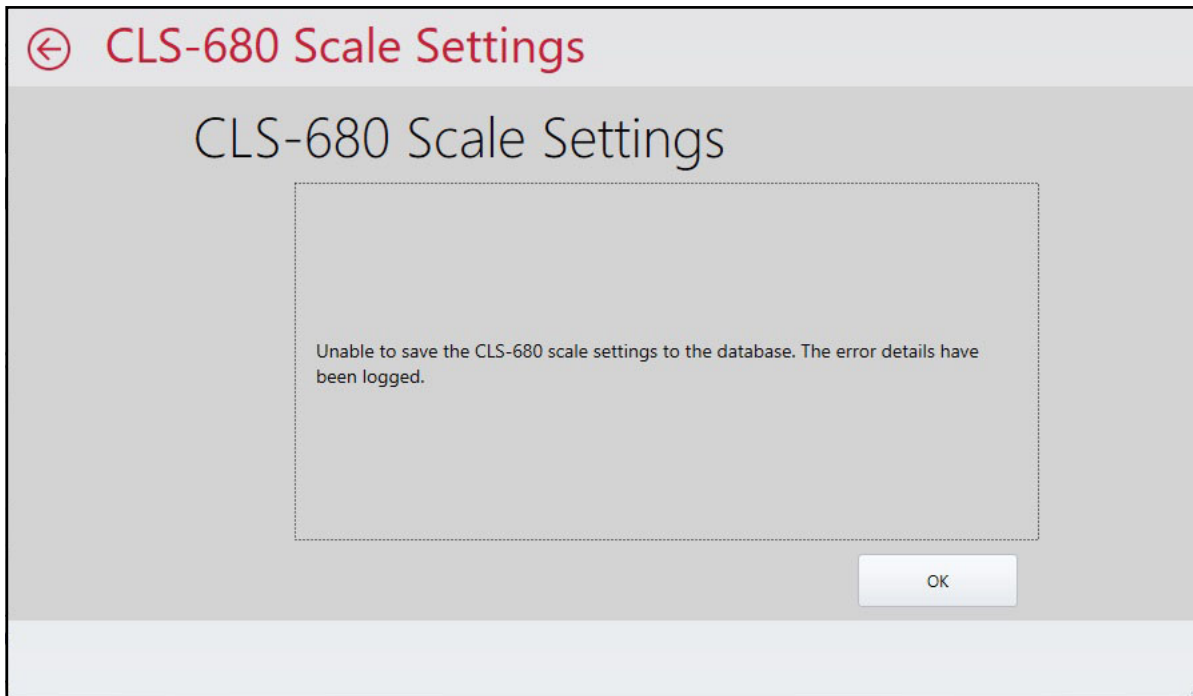 CLS-680 Scale Settings
CLS-680 Scale Settings
Unable to save the CLS-680 scale settings to the database. The error details have
been logged.
OK